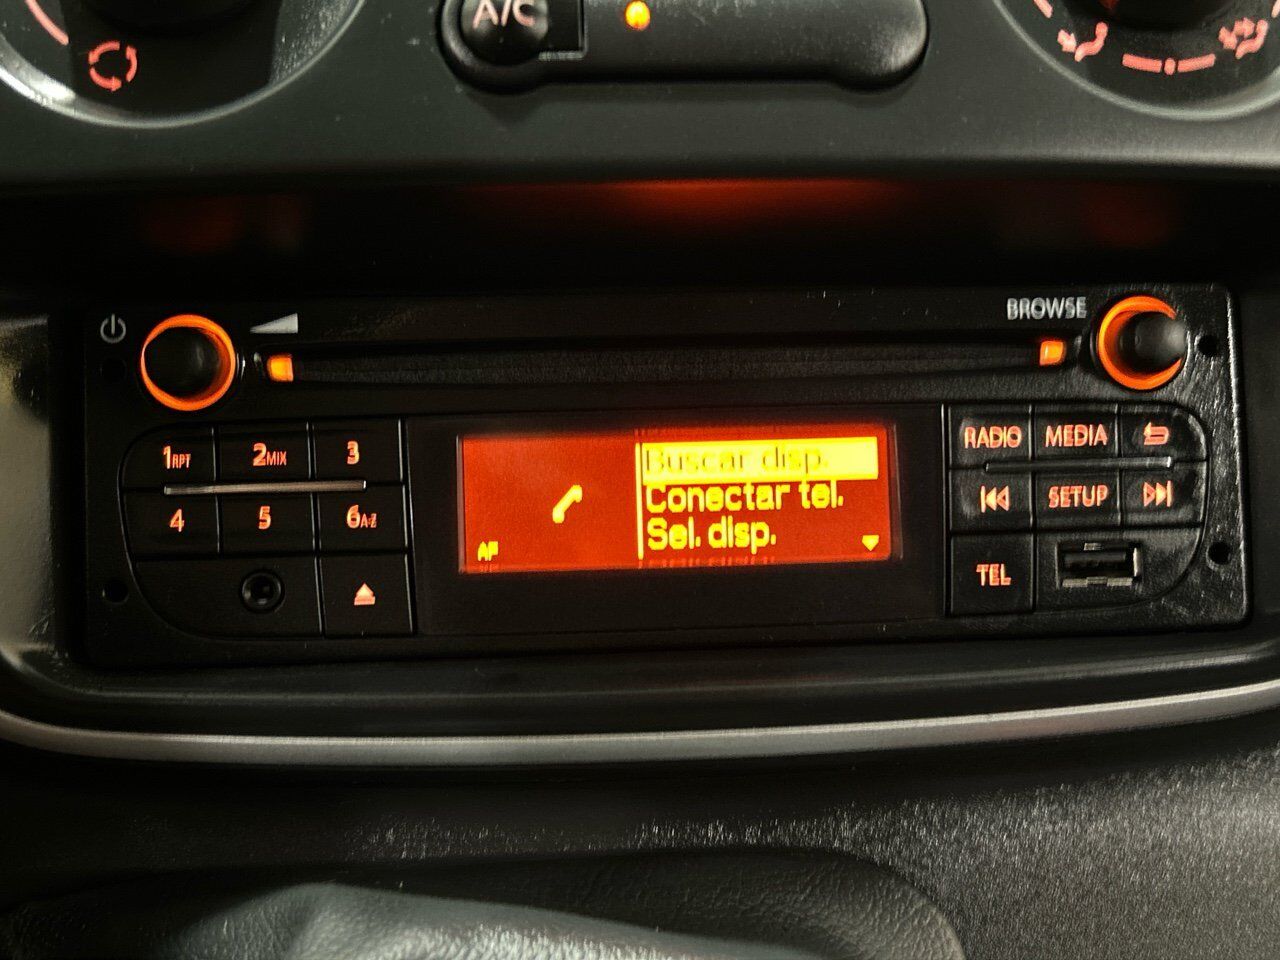 A/C
BROWSE
1RPT 2MIX 3
4 5 6A-Z
Buscar disp.
Conectar tel.
Sel. disp.
AF
RADIO MEDIA
SETUP
TEL